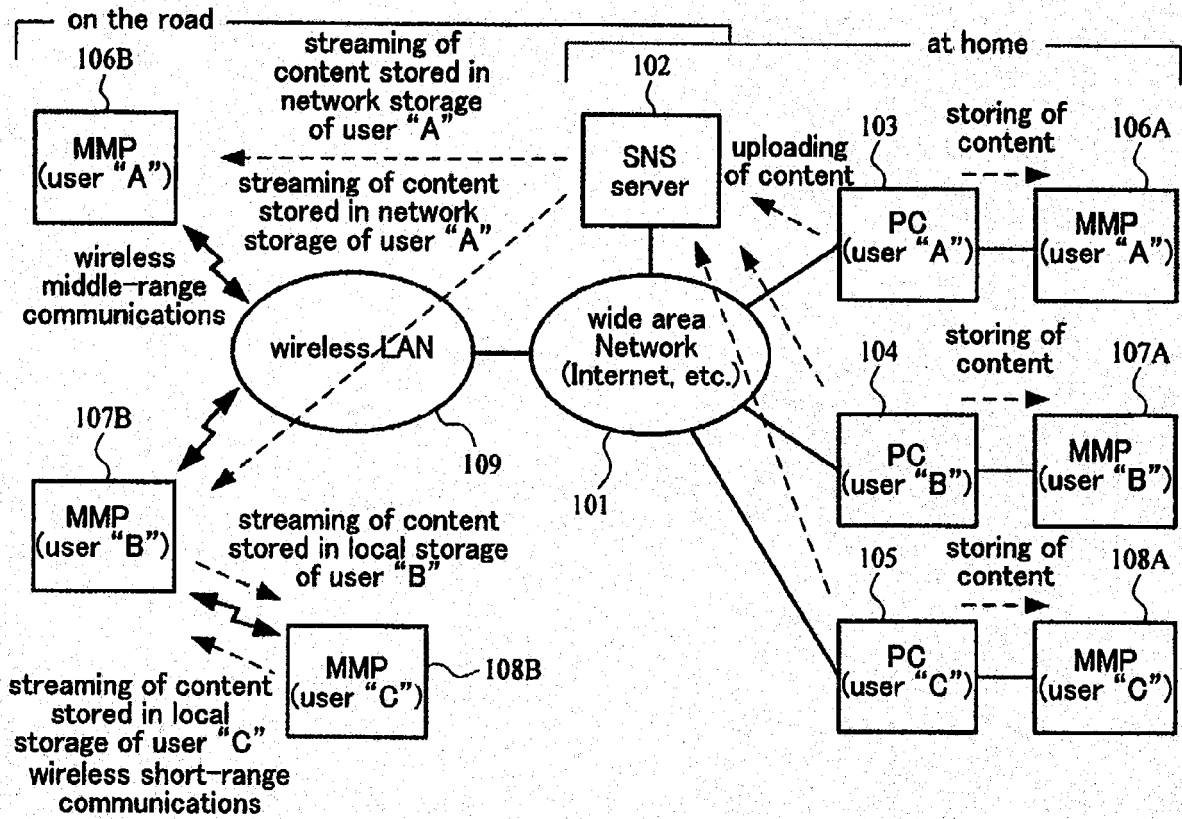 on the road
at home
106B
streaming of
content stored in
network storage
of user “A”
102
MMP
(user “A”)
SNS
server
uploading
of content
103
storing of
content
106A
PC
(user “A”)
MMP
(user “A”)
streaming of content
stored in network
storage of user “A”
wireless
middle-range
communications
wireless LAN
109
wide area
Network
(Internet, etc.)
101
104
storing of
content
107A
PC
(user “B”)
MMP
(user “B”)
107B
MMP
(user “B”)
streaming of content
stored in local storage
of user “B”
105
storing of
content
108A
PC
(user “C”)
MMP
(user “C”)
MMP
(user “C”)
108B
streaming of content
stored in local
storage of user “C”
wireless short-range
communications